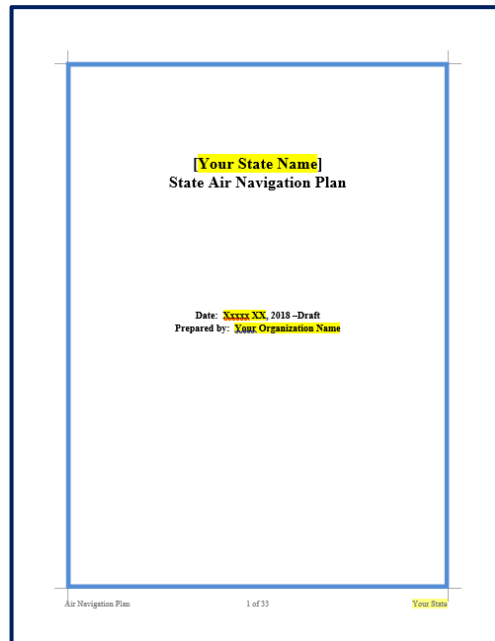 [Your State Name]
State Air Navigation Plan
Date: Xxxxx XX, 2018 –Draft
Prepared by: Your Organization Name
Air Navigation Plan 1 of 33 Your State